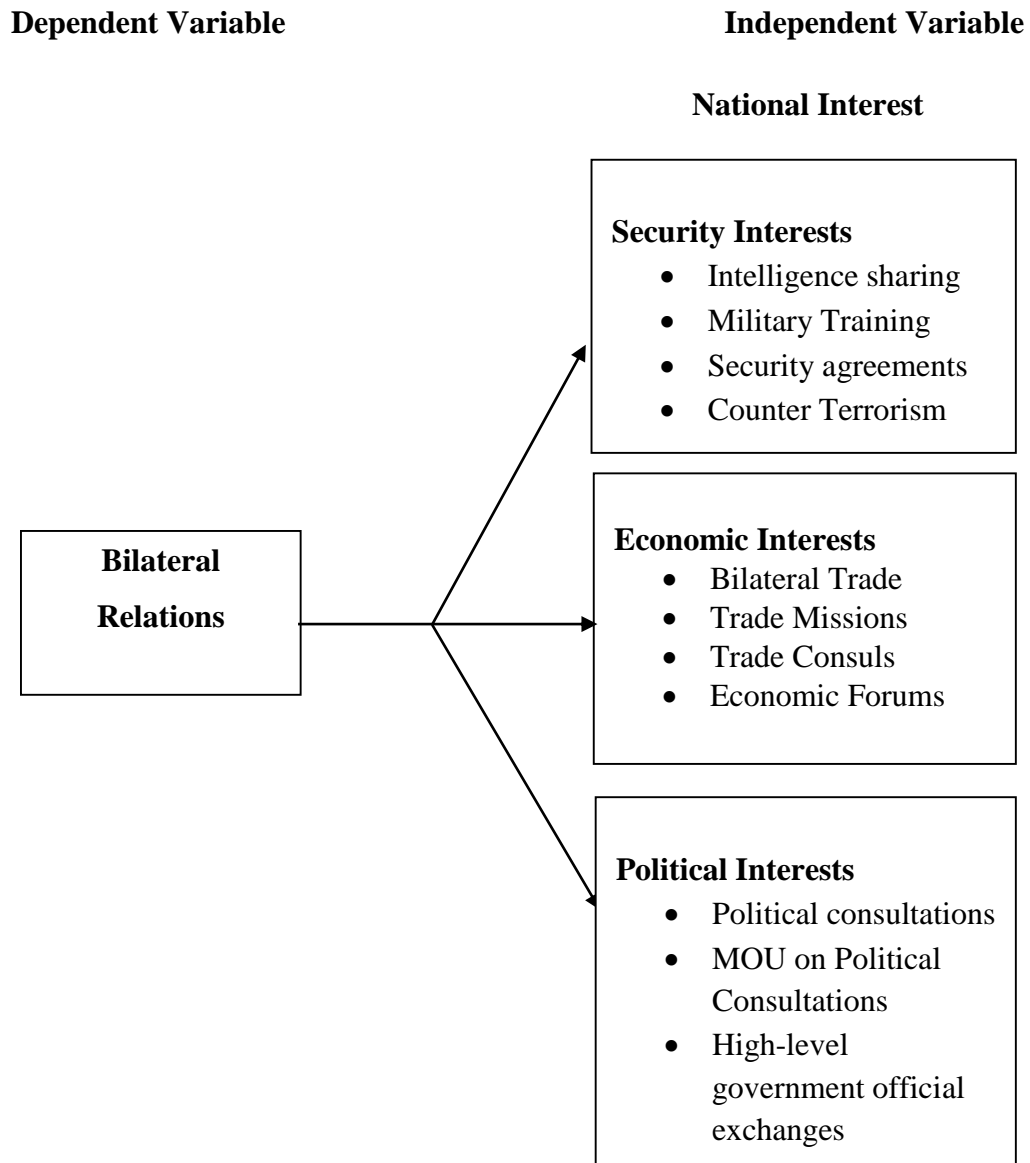 Dependent Variable
Independent Variable
National Interest
Security Interests
• Intelligence sharing
• Military Training
• Security agreements
• Counter Terrorism
Bilateral
Relations
Economic Interests
• Bilateral Trade
• Trade Missions
• Trade Consuls
• Economic Forums
Political Interests
• Political consultations
• MOU on Political
Consultations
• High-level
government official
exchanges